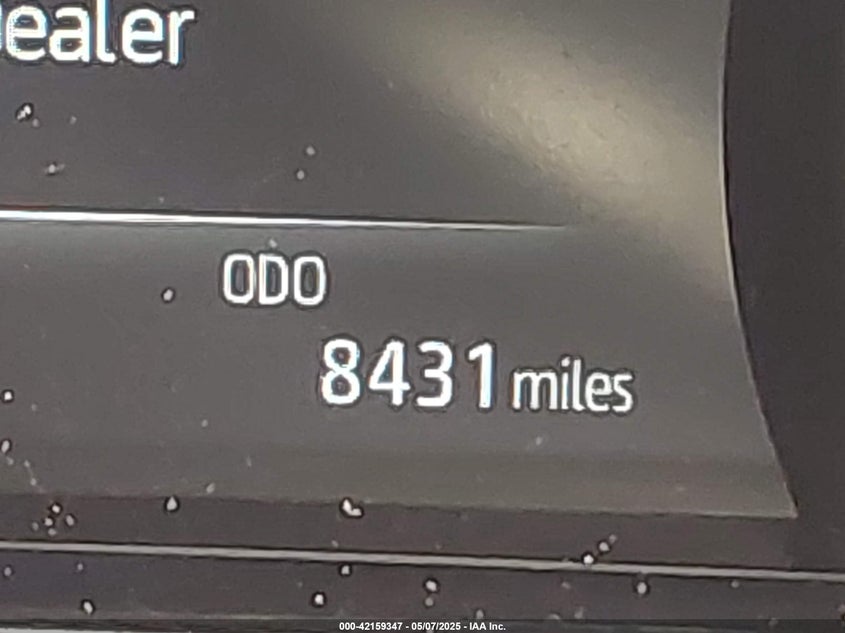 ealer
ODO
8431 miles
000-42159347 - 05/07/2025 - IAA Inc.